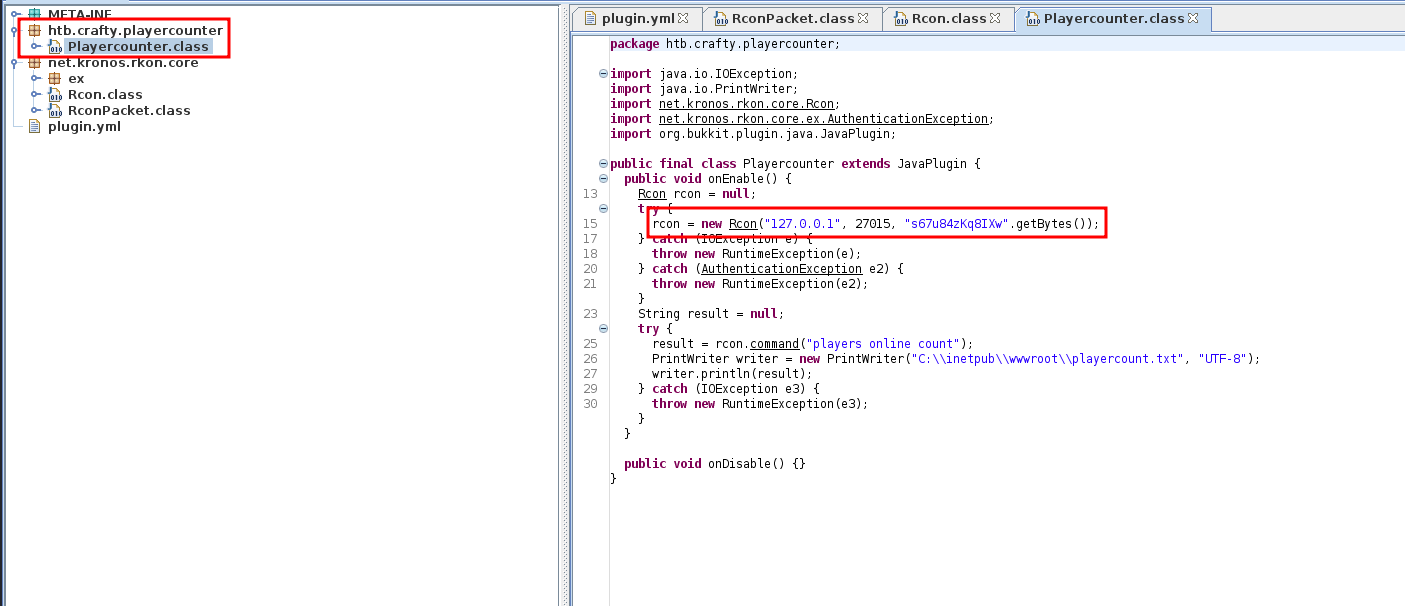 META-INF
htb.crafty.playercounter
Playercounter.class
net.kronos.rkon.core
ex
Rcon.class
RconPacket.class
plugin.yml
plugin.yml RconPacket.class Rcon.class Playercounter.class
package htb.crafty.playercounter;
import java.io.IOException;
import java.io.PrintWriter;
import net.kronos.rkon.core.Rcon;
import net.kronos.rkon.core.ex.AuthenticationException;
import org.bukkit.plugin.java.JavaPlugin;
public final class Playercounter extends JavaPlugin {
public void onEnable() {
13 Rcon rcon = null;
try {
15 rcon = new Rcon("127.0.0.1", 27015, "s67u84zKq8IXw".getBytes());
17 } catch (IOException e) {
18 throw new RuntimeException(e);
20 } catch (AuthenticationException e2) {
21 throw new RuntimeException(e2);
}
23 String result = null;
try {
25 result = rcon.command("players online count");
26 PrintWriter writer = new PrintWriter("C:\\inetpub\\wwwroot\\playercount.txt", "UTF-8");
27 writer.println(result);
29 } catch (IOException e3) {
30 throw new RuntimeException(e3);
}
}
public void onDisable() {}
}